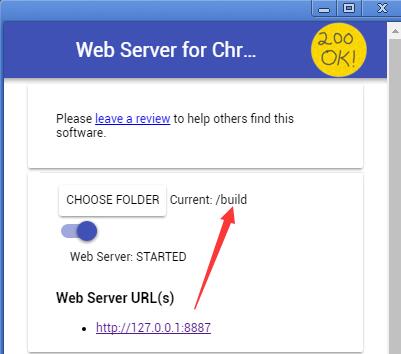 Web Server for Chr...
200
OK!
Please leave a review to help others find this
software.
CHOOSE FOLDER Current: /build
Web Server: STARTED
Web Server URL(s)
http://127.0.0.1:8887